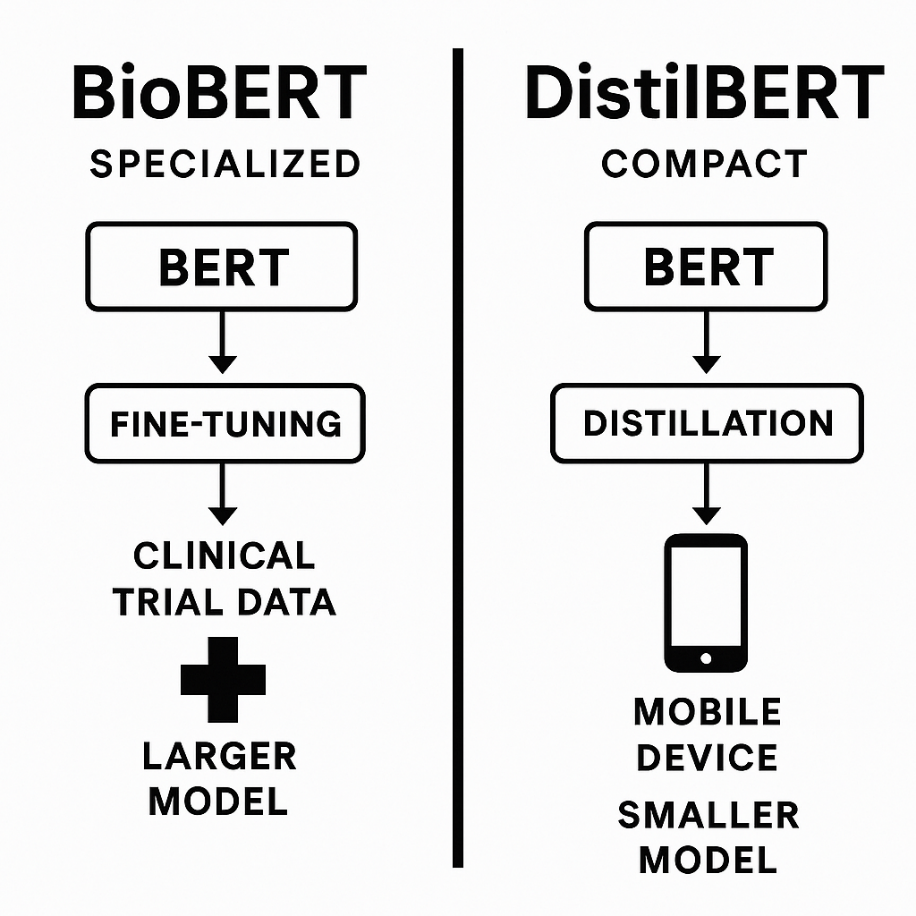 BioBERT
SPECIALIZED
BERT
FINE-TUNING
CLINICAL
TRIAL DATA
LARGER
MODEL
DistilBERT
COMPACT
BERT
DISTILLATION
MOBILE
DEVICE
SMALLER
MODEL